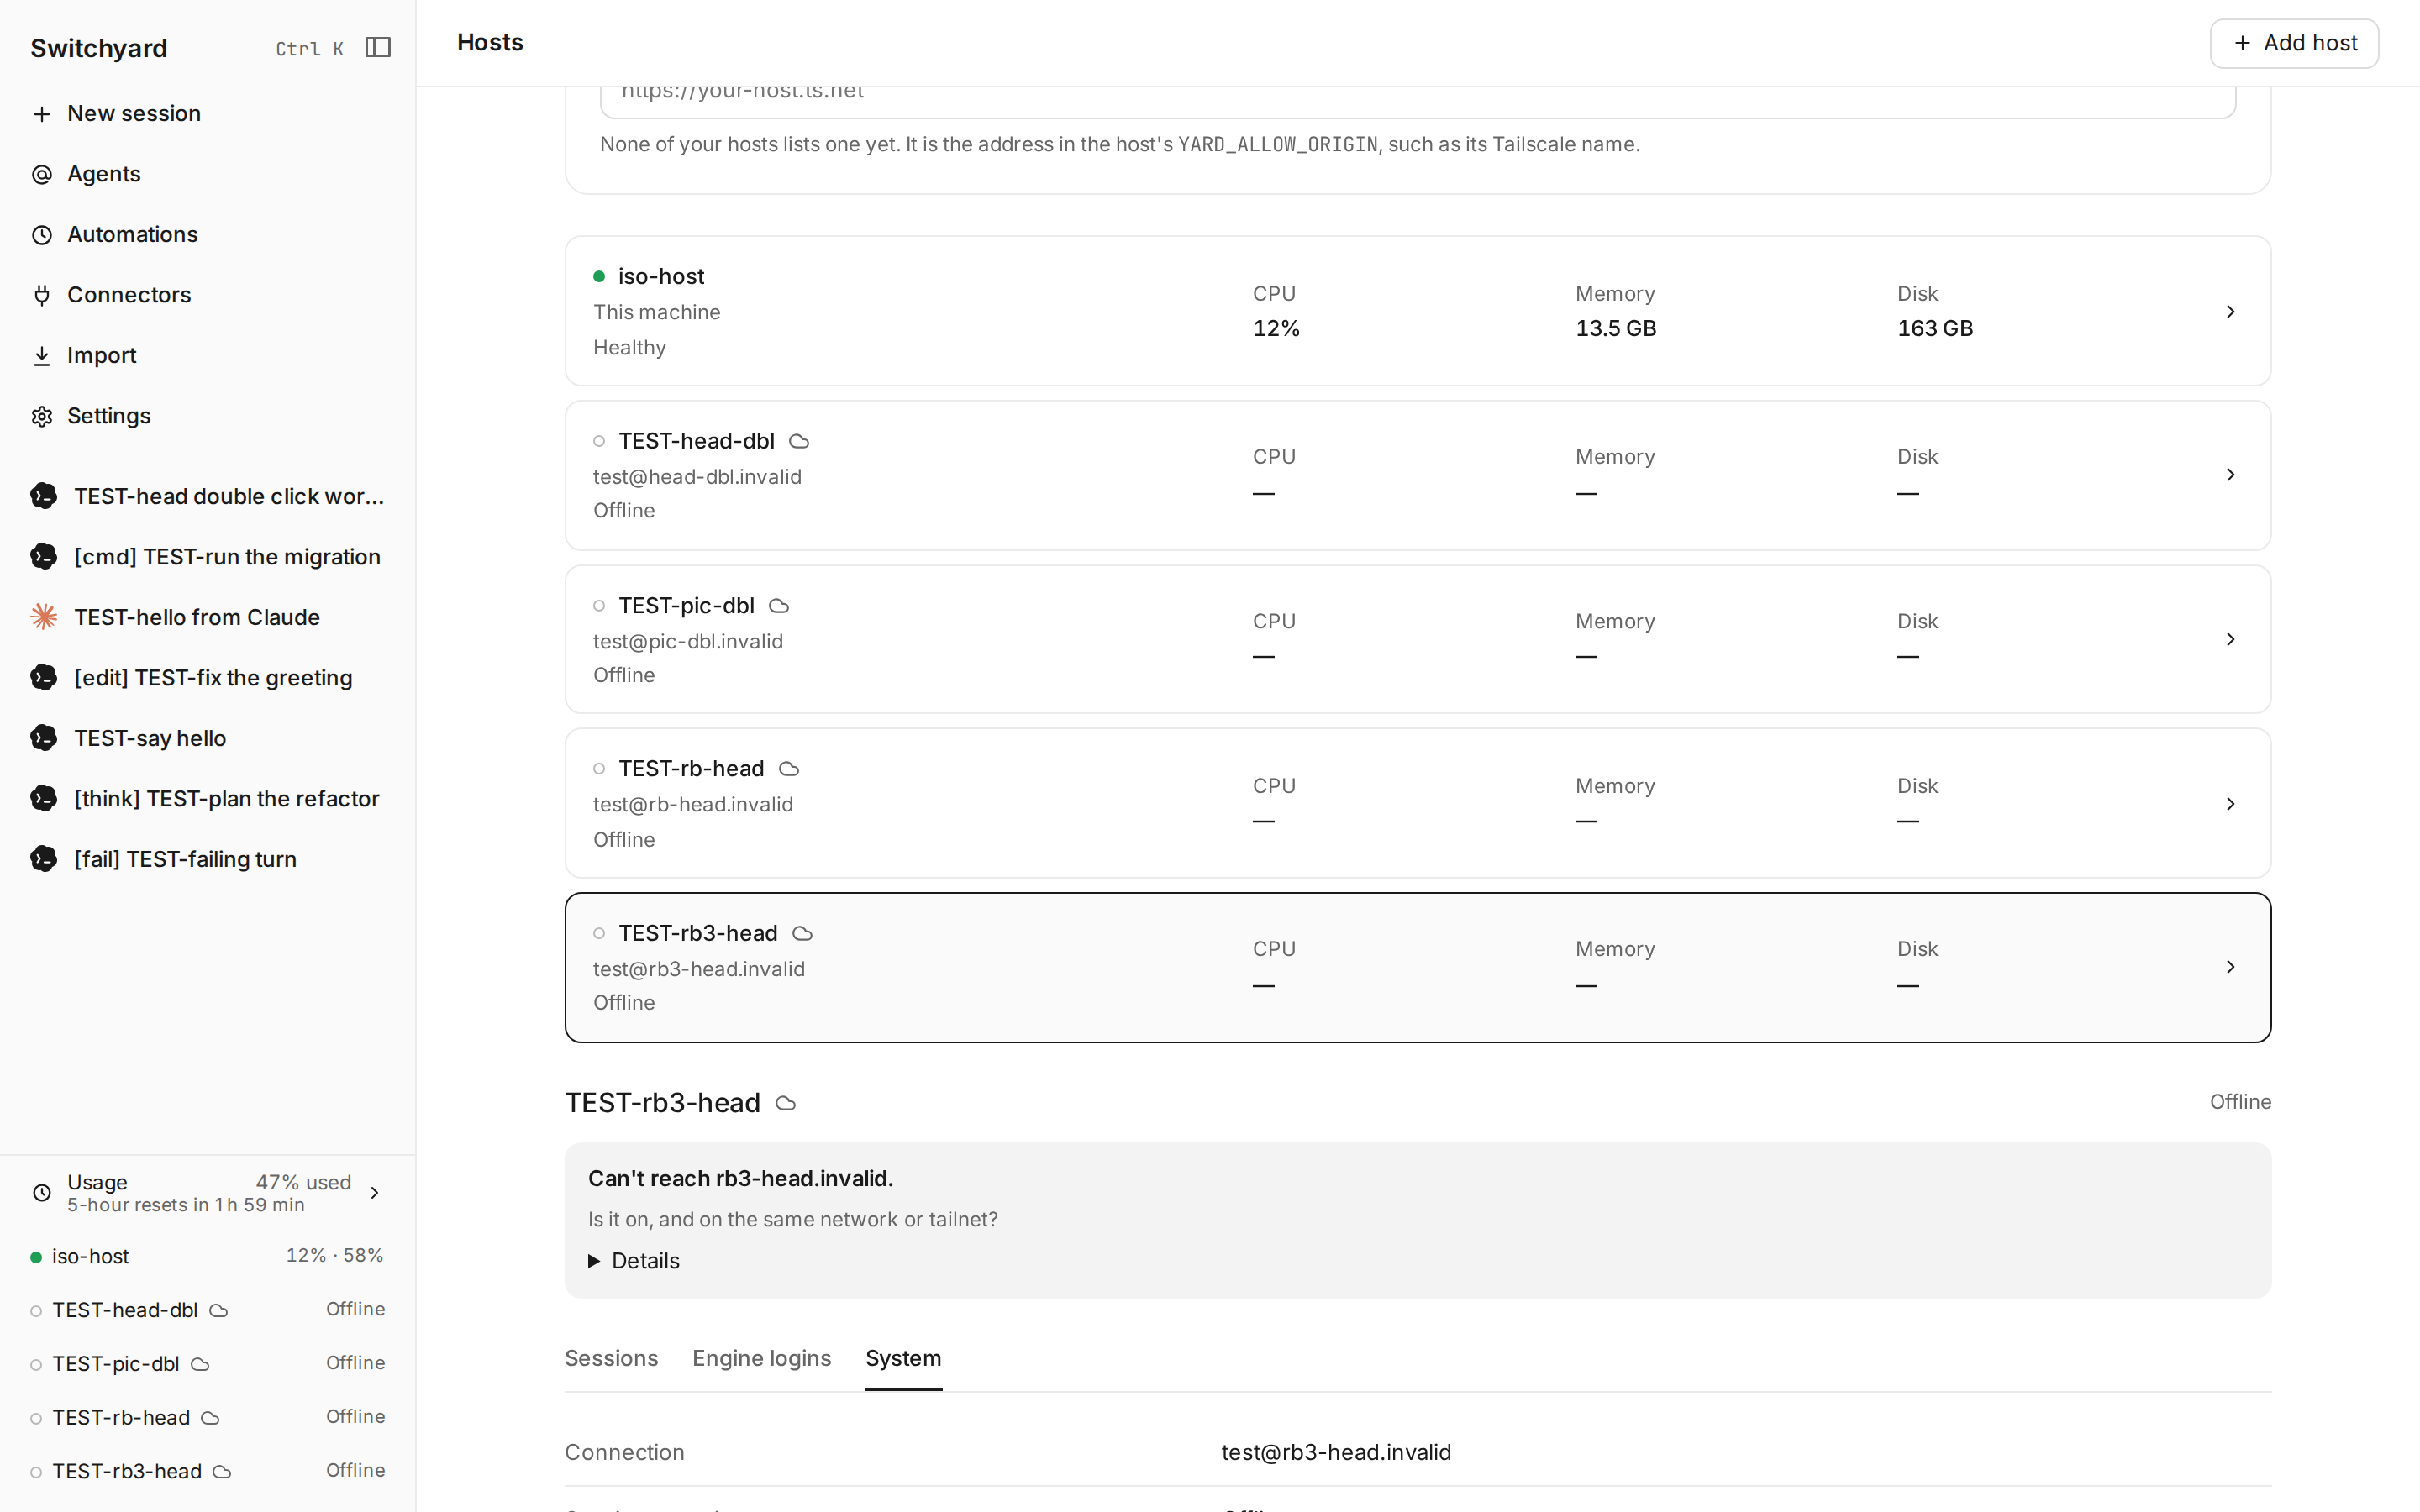 Switchyard
Ctrl K
New session
Agents
Automations
Connectors
Import
Settings
TEST-head double click wor...
[cmd] TEST-run the migration
TEST-hello from Claude
[edit] TEST-fix the greeting
TEST-say hello
[think] TEST-plan the refactor
[fail] TEST-failing turn
Usage 47% used
5-hour resets in 1 h 59 min
iso-host 12% · 58%
TEST-head-dbl Offline
TEST-pic-dbl Offline
TEST-rb-head Offline
TEST-rb3-head Offline
Hosts
+ Add host
https://your-host.ts.net
None of your hosts lists one yet. It is the address in the host's YARD_ALLOW_ORIGIN, such as its Tailscale name.
iso-host
This machine
Healthy
CPU Memory Disk
12% 13.5 GB 163 GB
TEST-head-dbl
test@head-dbl.invalid
Offline
CPU Memory Disk
— — —
TEST-pic-dbl
test@pic-dbl.invalid
Offline
CPU Memory Disk
— — —
TEST-rb-head
test@rb-head.invalid
Offline
CPU Memory Disk
— — —
TEST-rb3-head
test@rb3-head.invalid
Offline
CPU Memory Disk
— — —
TEST-rb3-head Offline
Can't reach rb3-head.invalid.
Is it on, and on the same network or tailnet?
Details
Sessions Engine logins System
Connection test@rb3-head.invalid